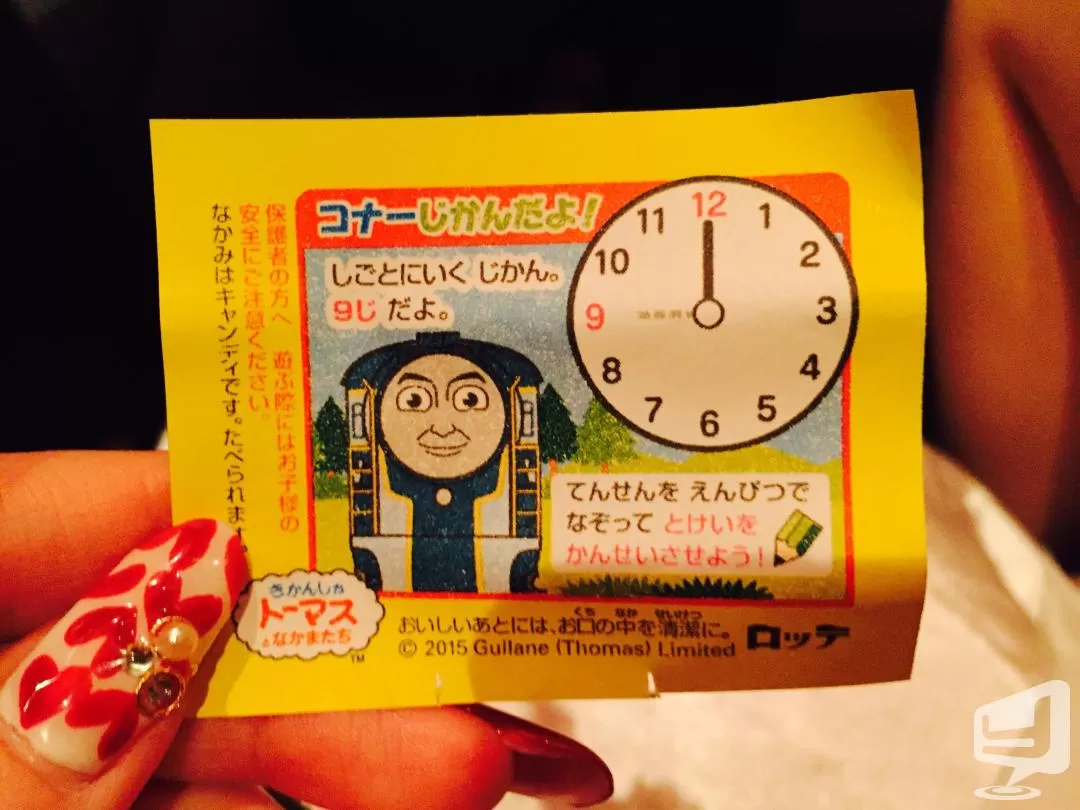 コナーじかんだよ!
しごとにいく じかん。
9じ だよ。
12
1
2
3
4
5
6
7
8
9
10
11
てんせんを えんぴつで
なぞって とけいを
かんせいさせよう!
保護者の方へ 遊ぶ際にはお子様の
安全にご注意ください。
なかみはキャンディです。たべられます
きかんしゃ
トーマス
となかまたち
TM
おいしいあとには、お口の中を清潔に。
くち なか せいけつ
© 2015 Gullane (Thomas) Limited
ロッテ